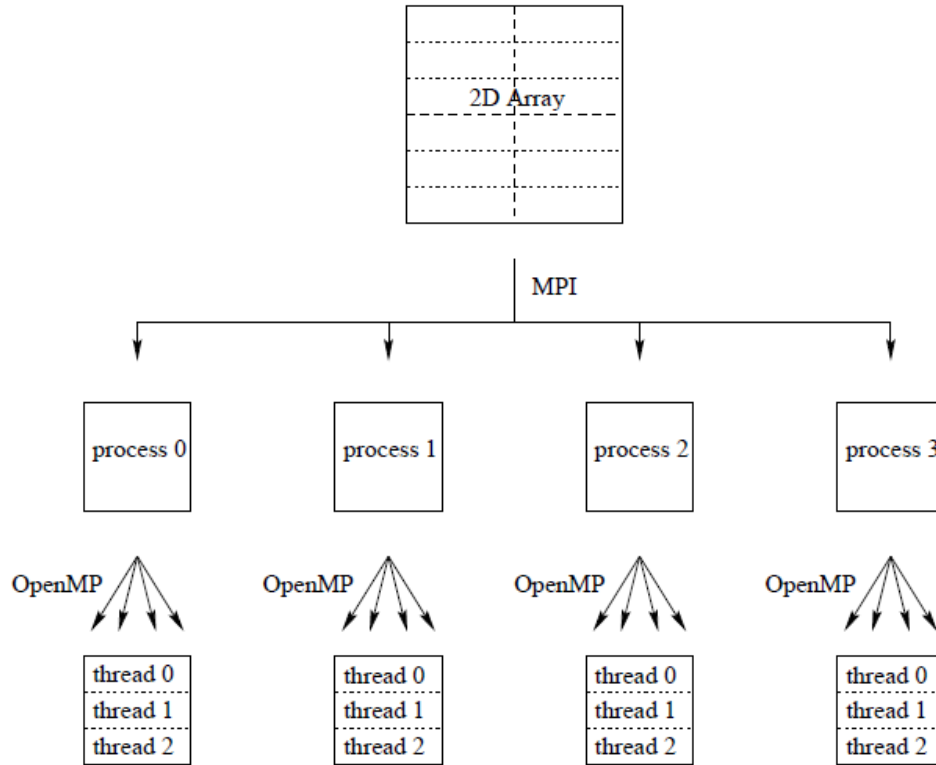 2D Array
MPI
process 0
process 1
process 2
process 3
OpenMP
OpenMP
OpenMP
OpenMP
thread 0
thread 0
thread 0
thread 0
thread 1
thread 1
thread 1
thread 1
thread 2
thread 2
thread 2
thread 2